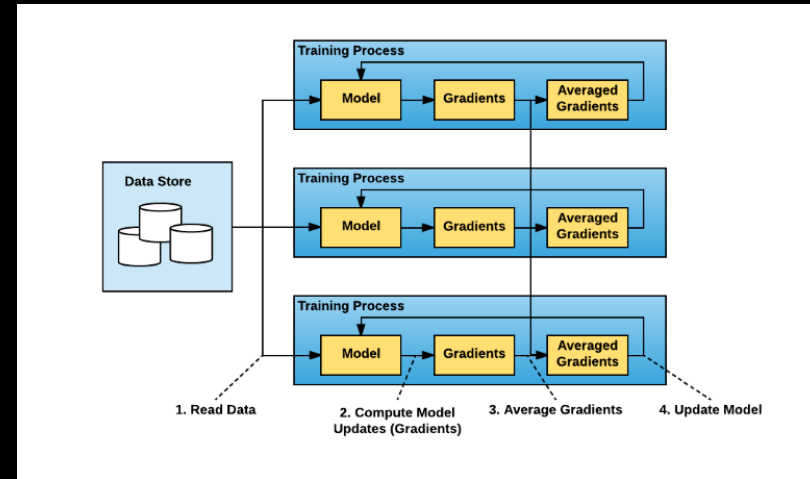 Training Process
Model
Gradients
Averaged
Gradients
Data Store
Training Process
Model
Gradients
Averaged
Gradients
Training Process
Model
Gradients
Averaged
Gradients
1. Read Data
2. Compute Model
Updates (Gradients)
3. Average Gradients
4. Update Model